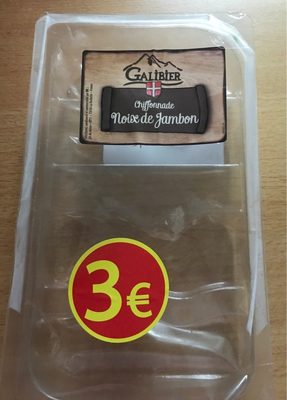 GALIBIER
Chiffonnade
Noix de Jambon
3€